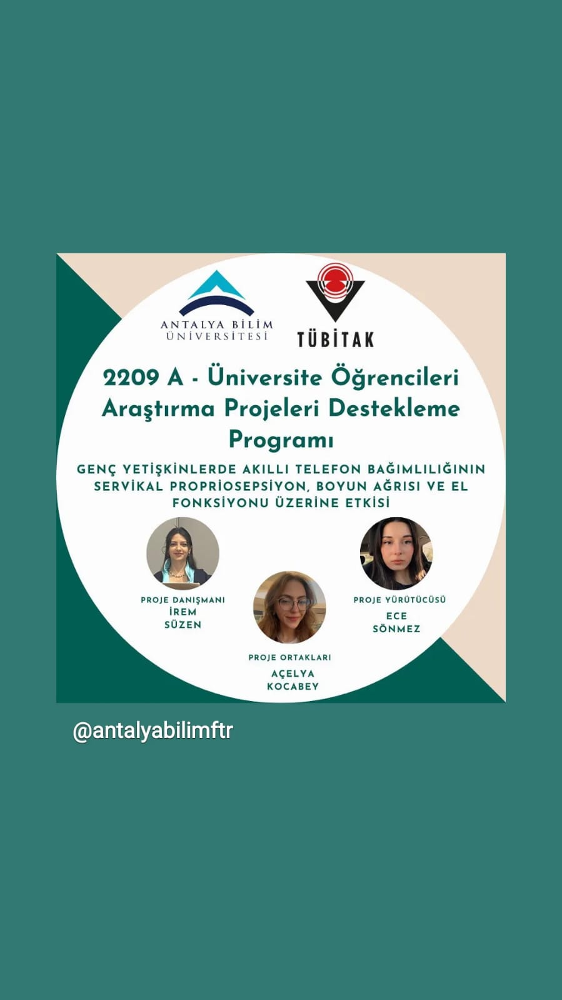 ANTALYA BİLİM
ÜNİVERSİTESİ
TÜBİTAK
2209 A - Üniversite Öğrencileri
Araştırma Projeleri Destekleme
Programı
GENÇ YETİŞKİNLERDE AKILLI TELEFON BAĞIMLILIĞININ
SERVİKAL PROPRİOSEPSİYON, BOYUN AĞRISI VE EL
FONKSİYONU ÜZERİNE ETKİSİ
PROJE DANIŞMANI
İREM
SÜZEN
PROJE YÜRÜTÜCÜSÜ
ECE
SÖNMEZ
PROJE ORTAKLARI
AÇELYA
KOCABEY
@antalyabilimftr